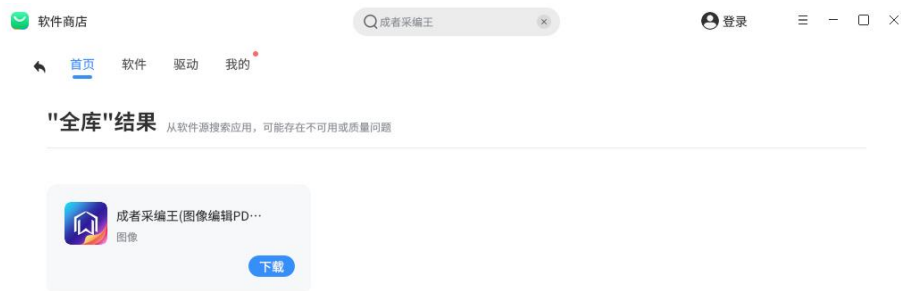 软件商店
成者采编王
登录
首页 软件 驱动 我的
"全库"结果 从软件源搜索应用，可能存在不可用或质量问题
成者采编王(图像编辑PD…
图像
下载